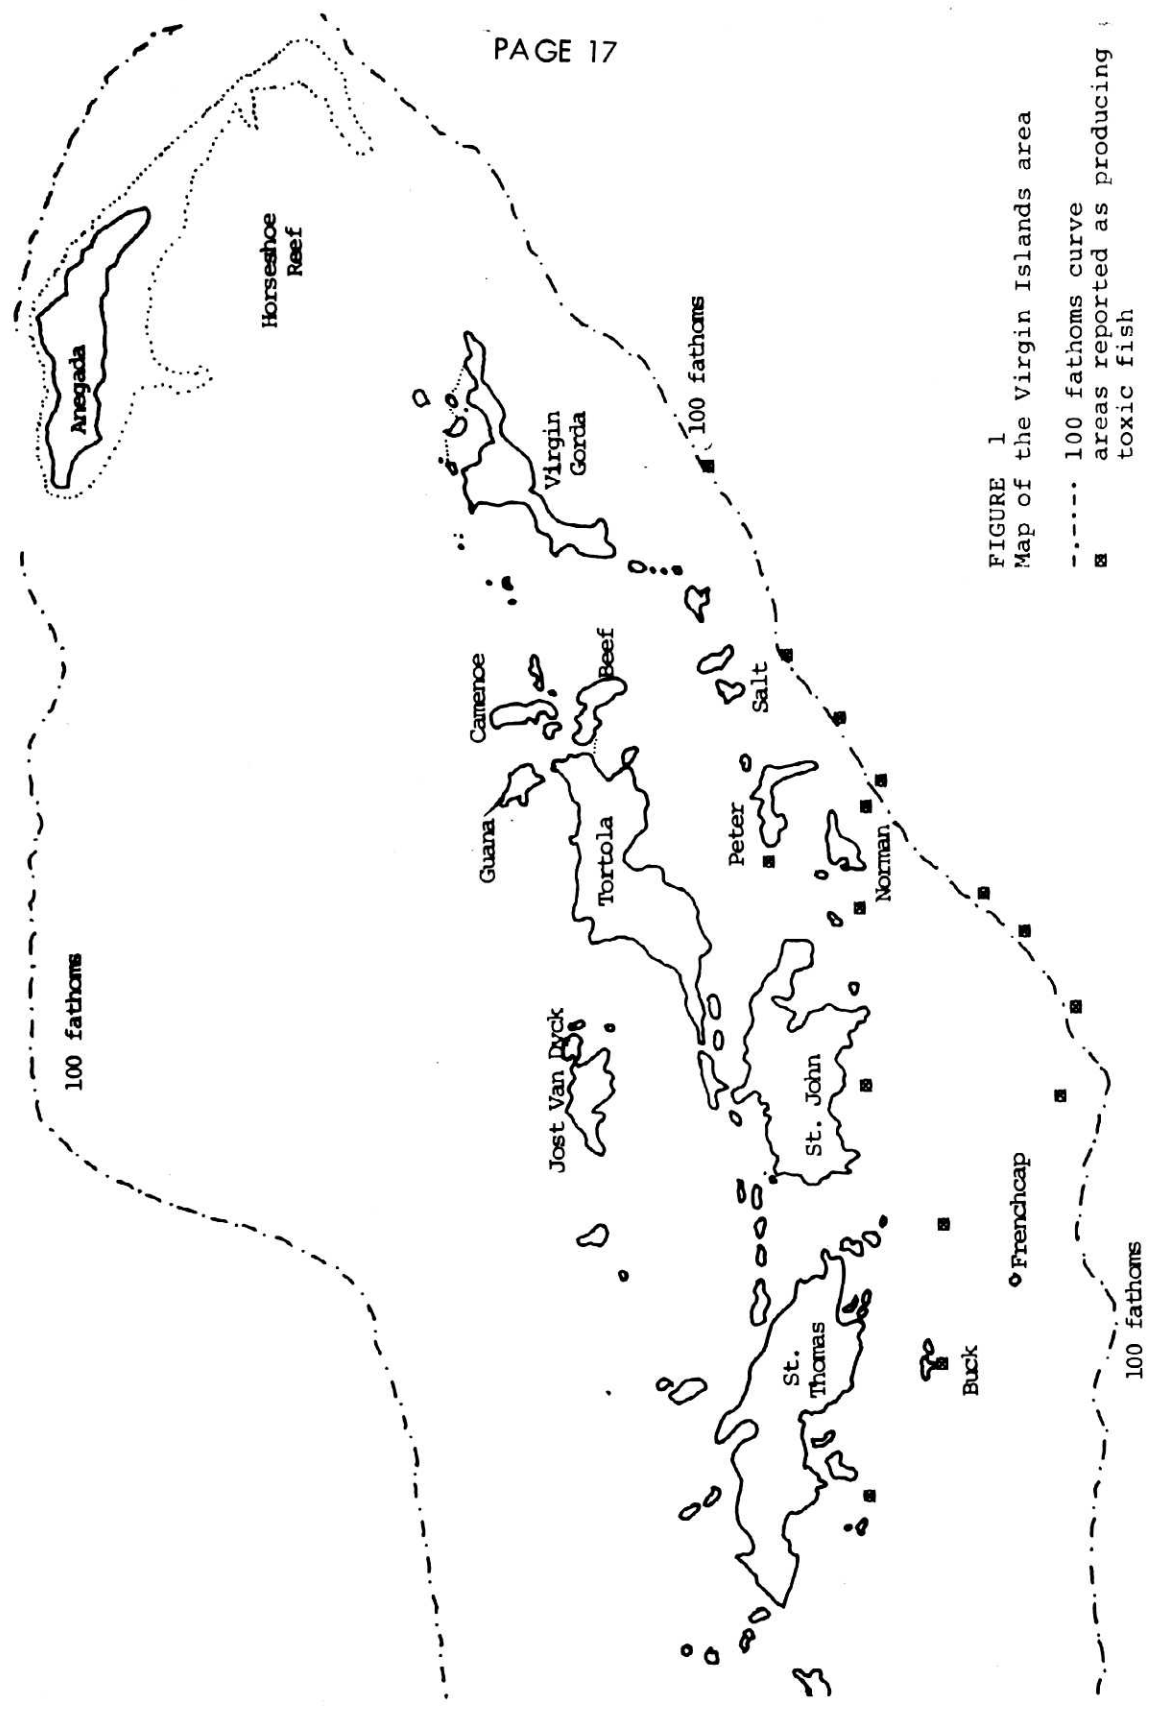 PAGE 17
Anegada
Horseshoe
Reef
100 fathoms
Virgin
Gorda
100 fathoms
Camenoe
Beef
Guana
Tortola
Salt
Peter
Norman
Jost Van Dyck
St. John
St.
Thomas
Frenchcap
Buck
100 fathoms
FIGURE 1
Map of the Virgin Islands area
-.-.-. 100 fathoms curve
areas reported as producing
toxic fish